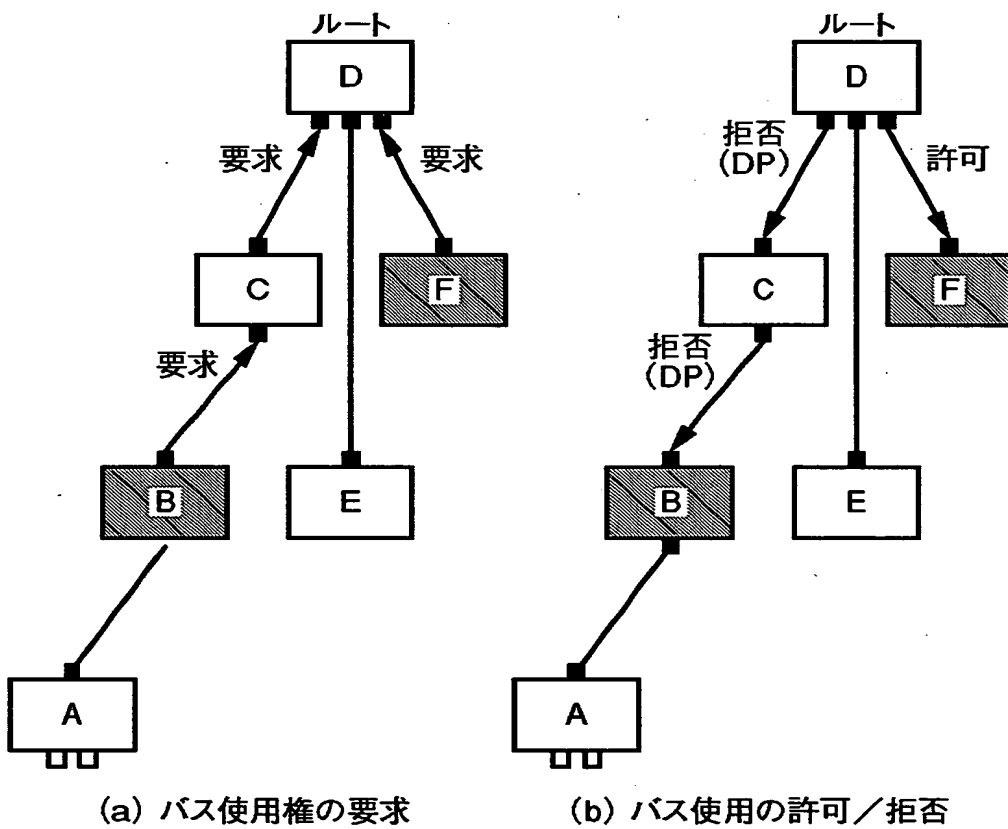 ルート
D
要求
要求
C
F
要求
B
E
A
(a) バス使用権の要求
ルート
D
拒否
(DP)
許可
C
F
拒否
(DP)
B
E
A
(b) バス使用の許可／拒否